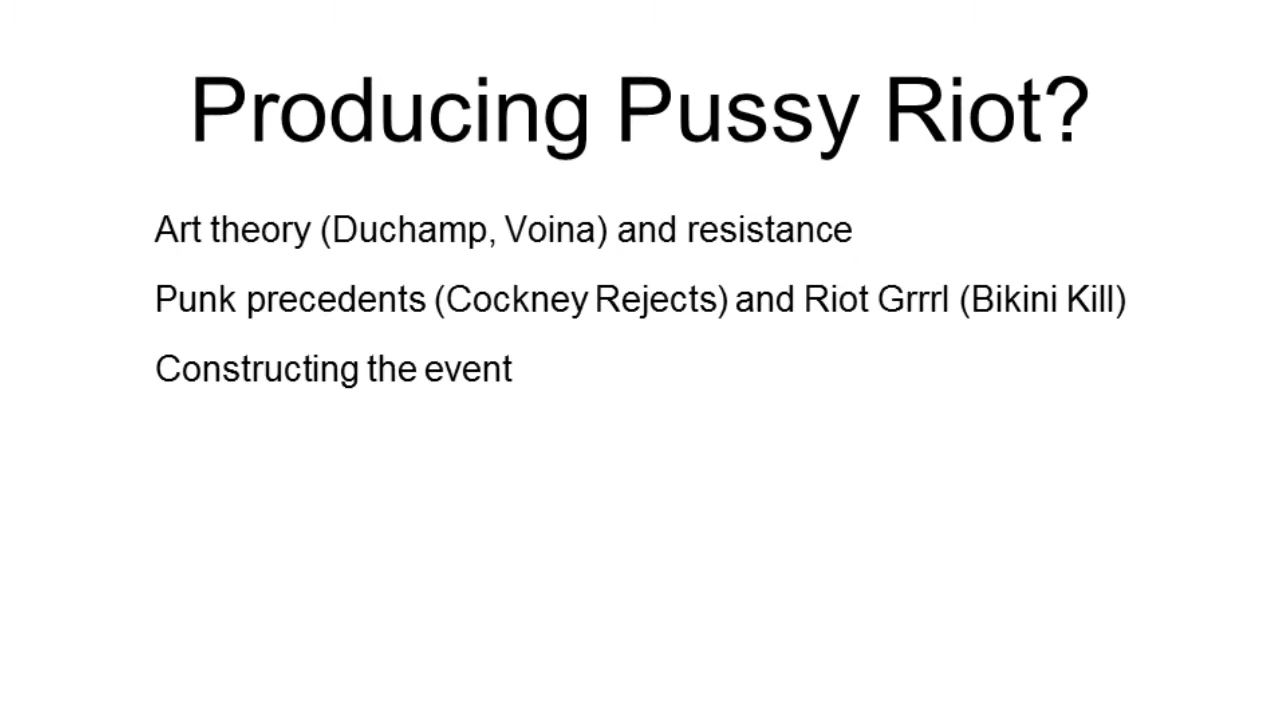 Producing Pussy Riot?
Art theory (Duchamp, Voina) and resistance
Punk precedents (Cockney Rejects) and Riot Grrrl (Bikini Kill)
Constructing the event